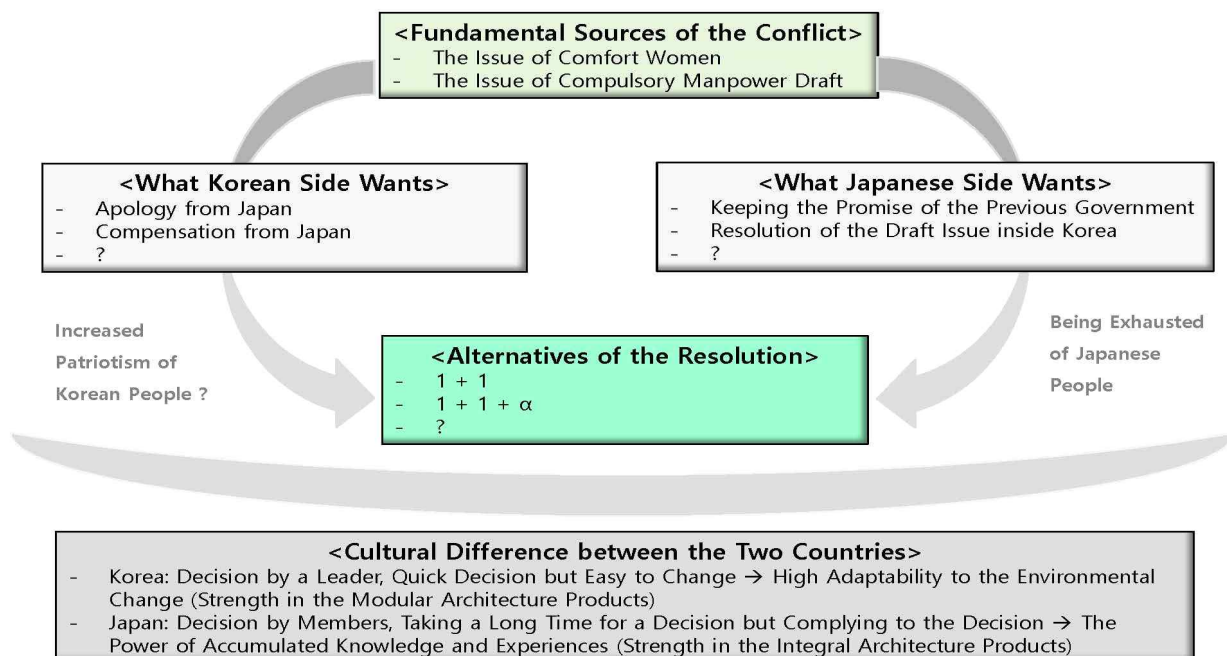 <Fundamental Sources of the Conflict>
- The Issue of Comfort Women
- The Issue of Compulsory Manpower Draft
<What Korean Side Wants>
- Apology from Japan
- Compensation from Japan
- ?
<What Japanese Side Wants>
- Keeping the Promise of the Previous Government
- Resolution of the Draft Issue inside Korea
- ?
Increased
Patriotism of
Korean People ?
<Alternatives of the Resolution>
- 1 + 1
- 1 + 1 + α
- ?
Being Exhausted
of Japanese
People
<Cultural Difference between the Two Countries>
- Korea: Decision by a Leader, Quick Decision but Easy to Change → High Adaptability to the Environmental
Change (Strength in the Modular Architecture Products)
- Japan: Decision by Members, Taking a Long Time for a Decision but Complying to the Decision → The
Power of Accumulated Knowledge and Experiences (Strength in the Integral Architecture Products)